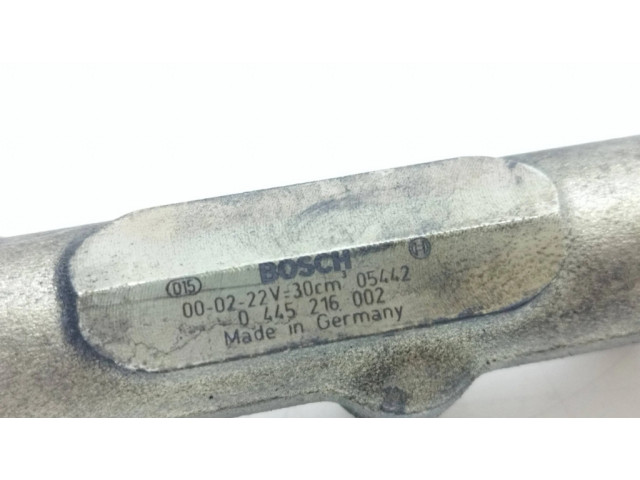 BOSCH
(015) 00-02-22V=30cm³ 05442
0 445 216 002
Made in Germany